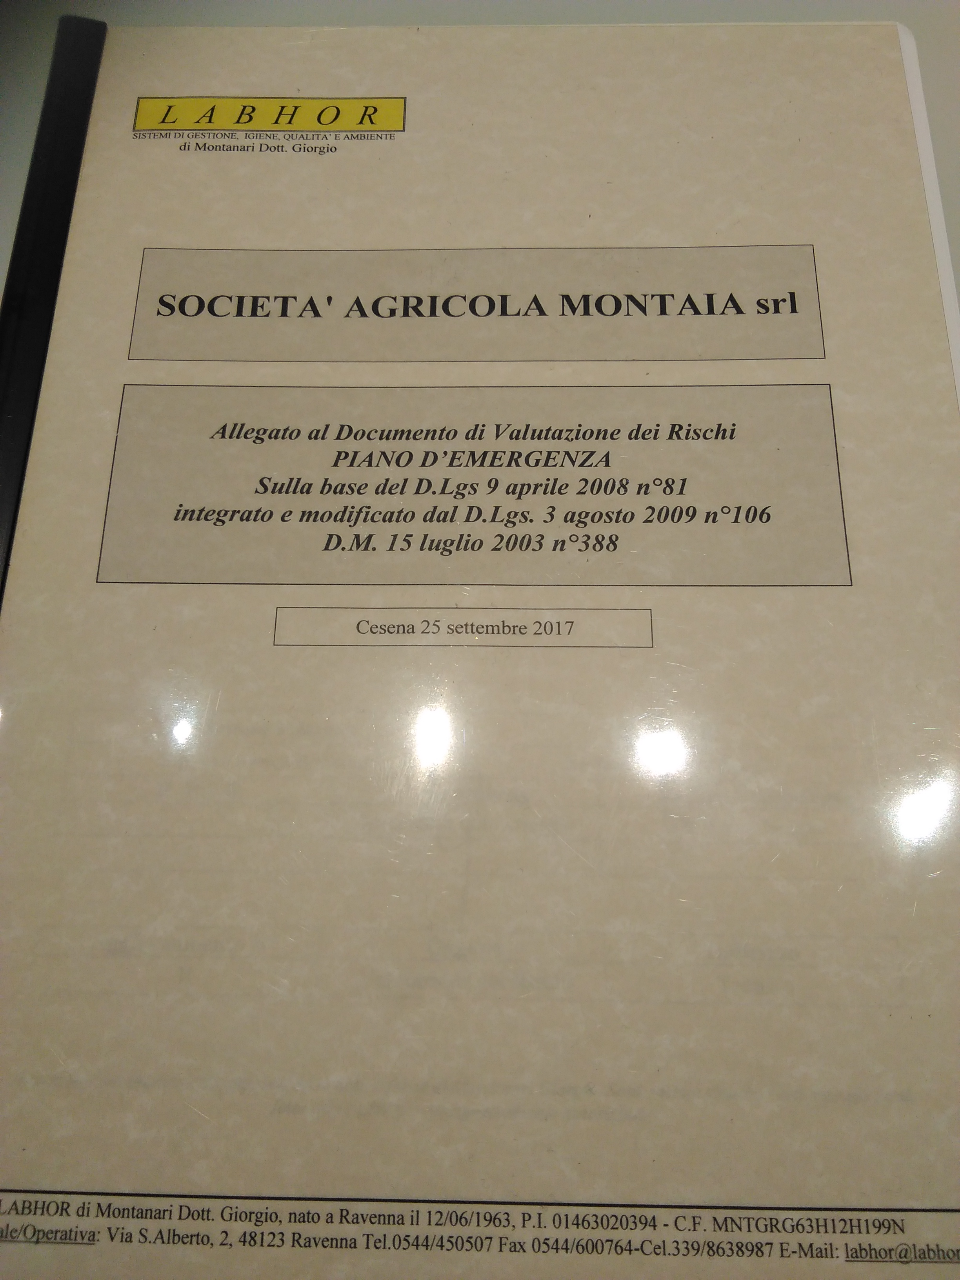 LABHOR
SISTEMI DI GESTIONE, IGIENE, QUALITA' E AMBIENTE
di Montanari Dott. Giorgio
SOCIETA' AGRICOLA MONTAIA srl
Allegato al Documento di Valutazione dei Rischi
PIANO D'EMERGENZA
Sulla base del D.Lgs 9 aprile 2008 n°81
integrato e modificato dal D.Lgs. 3 agosto 2009 n°106
D.M. 15 luglio 2003 n°388
Cesena 25 settembre 2017
LABHOR di Montanari Dott. Giorgio, nato a Ravenna il 12/06/1963, P.I. 01463020394 - C.F. MNTGRG63H12H199N
ale/Operativa: Via S.Alberto, 2, 48123 Ravenna Tel.0544/450507 Fax 0544/600764-Cel.339/8638987 E-Mail: labhor@labhor